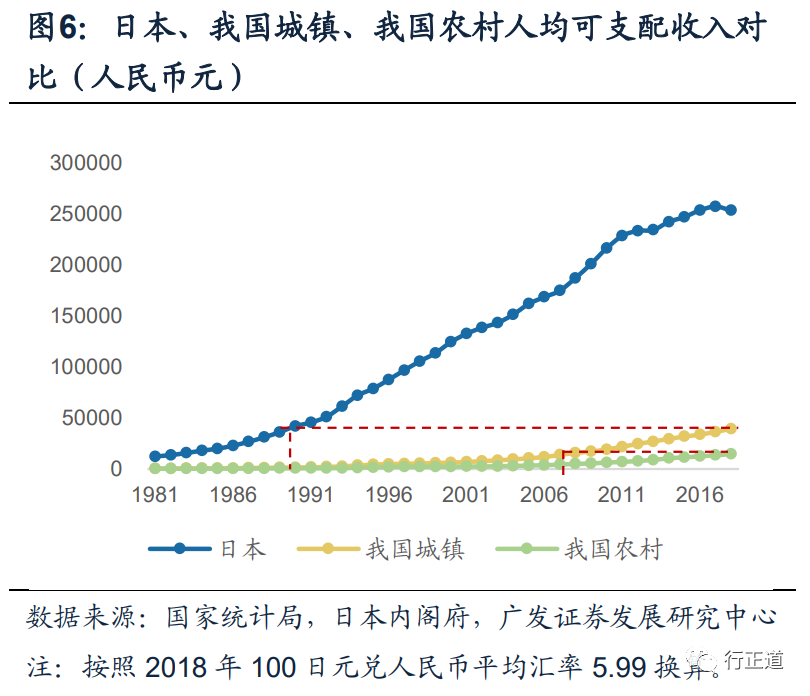 图6：日本、我国城镇、我国农村人均可支配收入对
比（人民币元）
300000
250000
200000
150000
100000
50000
0
1981 1986 1991 1996 2001 2006 2011 2016
日本 我国城镇 我国农村
数据来源：国家统计局，日本内阁府，广发证券发展研究中心
注：按照 2018 年 100 日元兑人民币平均汇率 5.99 换算。
行正道